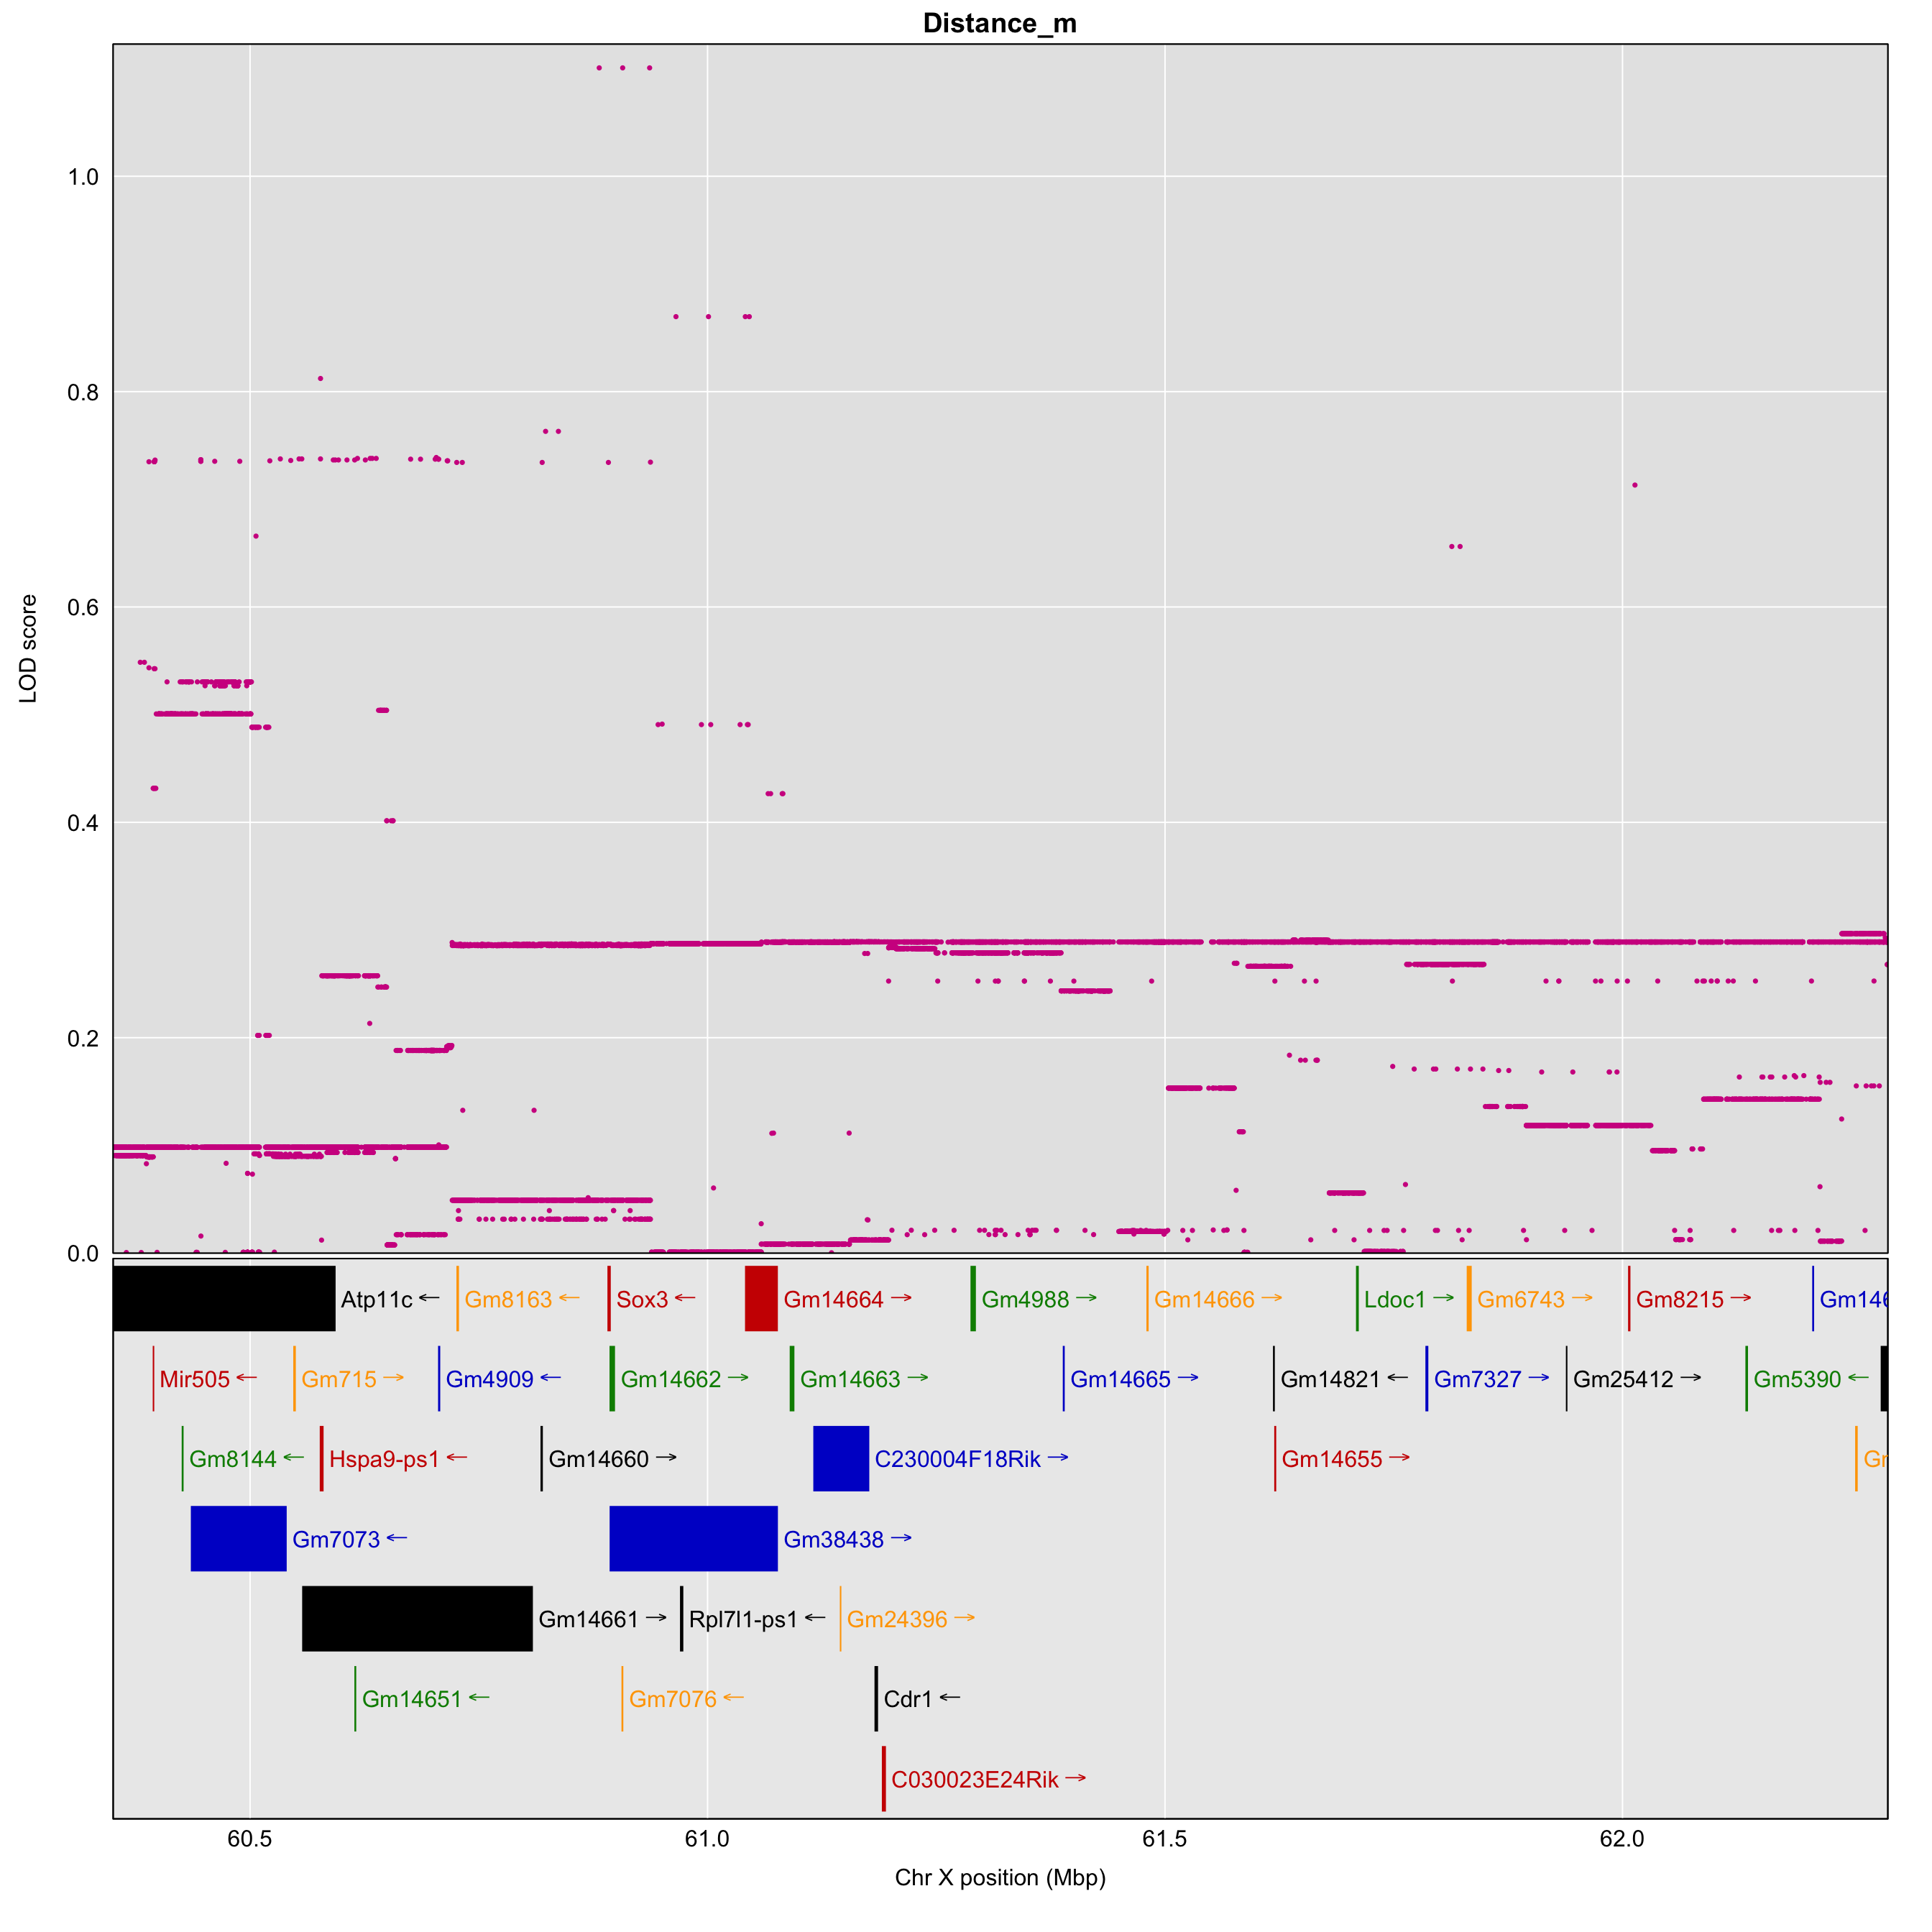 Distance_m
LOD score
1.0
0.8
0.6
0.4
0.2
0.0
Atp11c ← Gm8163 ← Sox3 ← Gm14664 → Gm4988 → Gm14666 → Ldoc1 → Gm6743 → Gm8215 → Gm146
Mir505 ← Gm715 → Gm4909 ← Gm14662 → Gm14663 → Gm14665 → Gm14821 ← Gm7327 → Gm25412 → Gm5390 ←
Gm8144 ← Hspa9-ps1 ← Gm14660 → C230004F18Rik → Gm14655 →
Gm7073 ← Gm38438 →
Gm14661 → Rpl7l1-ps1 ← Gm24396 →
Gm14651 ← Gm7076 ← Cdr1 ←
C030023E24Rik →
60.5 61.0 61.5 62.0
Chr X position (Mbp)